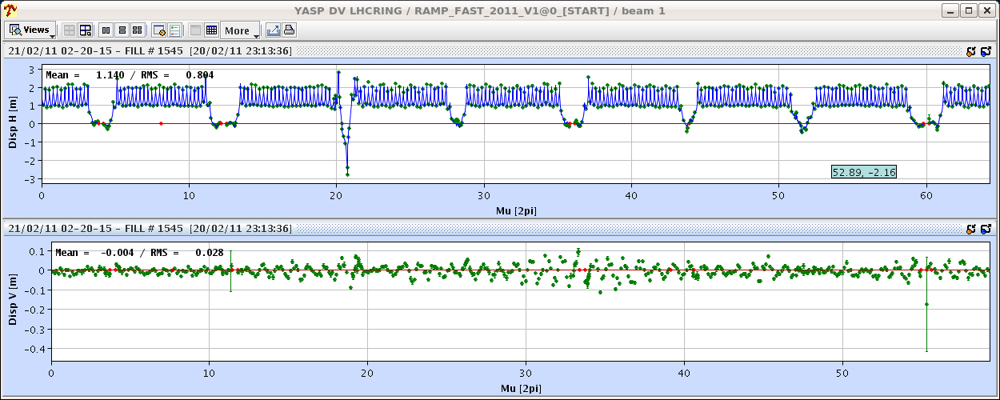 YASP DV LHCRING / RAMP_FAST_2011_V1@0_[START] / beam 1
Views More
21/02/11 02-20-15 - FILL # 1545 [20/02/11 23:13:36]
Mean = 1.140 / RMS = 0.804
Disp H [m]
3
2
1
0
-1
-2
-3
52.89, -2.16
0 10 20 30 40 50 60
Mu [2pi]
21/02/11 02-20-15 - FILL # 1545 [20/02/11 23:13:36]
Mean = -0.004 / RMS = 0.028
Disp V [m]
0.1
0
-0.1
-0.2
-0.3
-0.4
0 10 20 30 40 50
Mu [2pi]